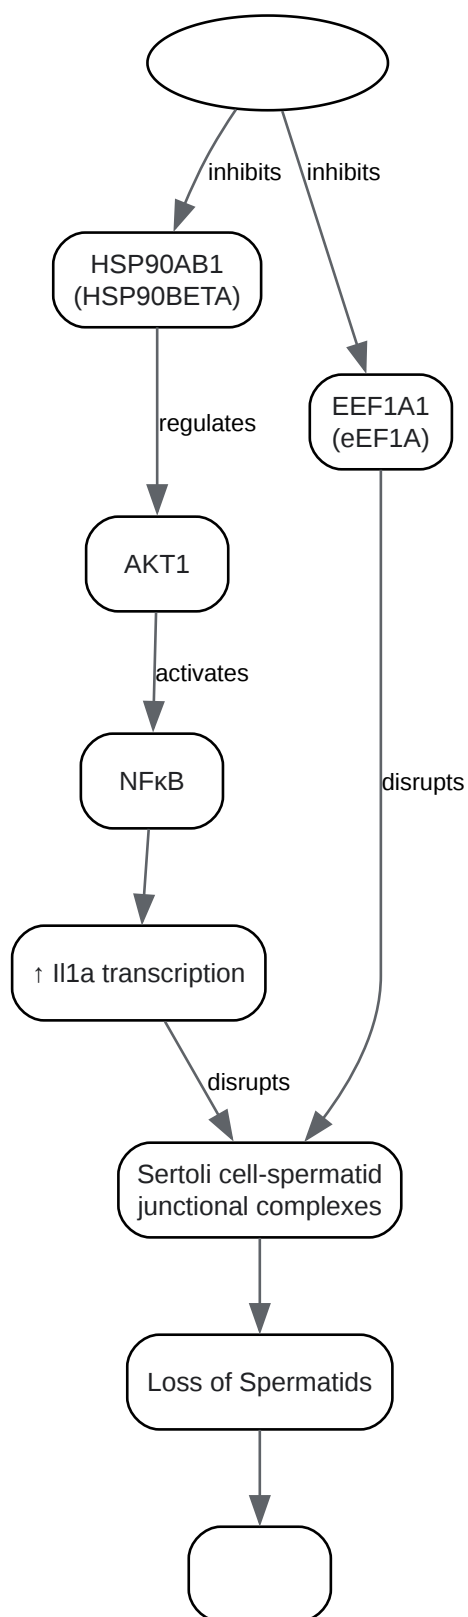 inhibits
inhibits
HSP90AB1
(HSP90BETA)
EEF1A1
(eEF1A)
regulates
AKT1
activates
NFκB
disrupts
↑ Il1a transcription
disrupts
Sertoli cell-spermatid
junctional complexes
Loss of Spermatids